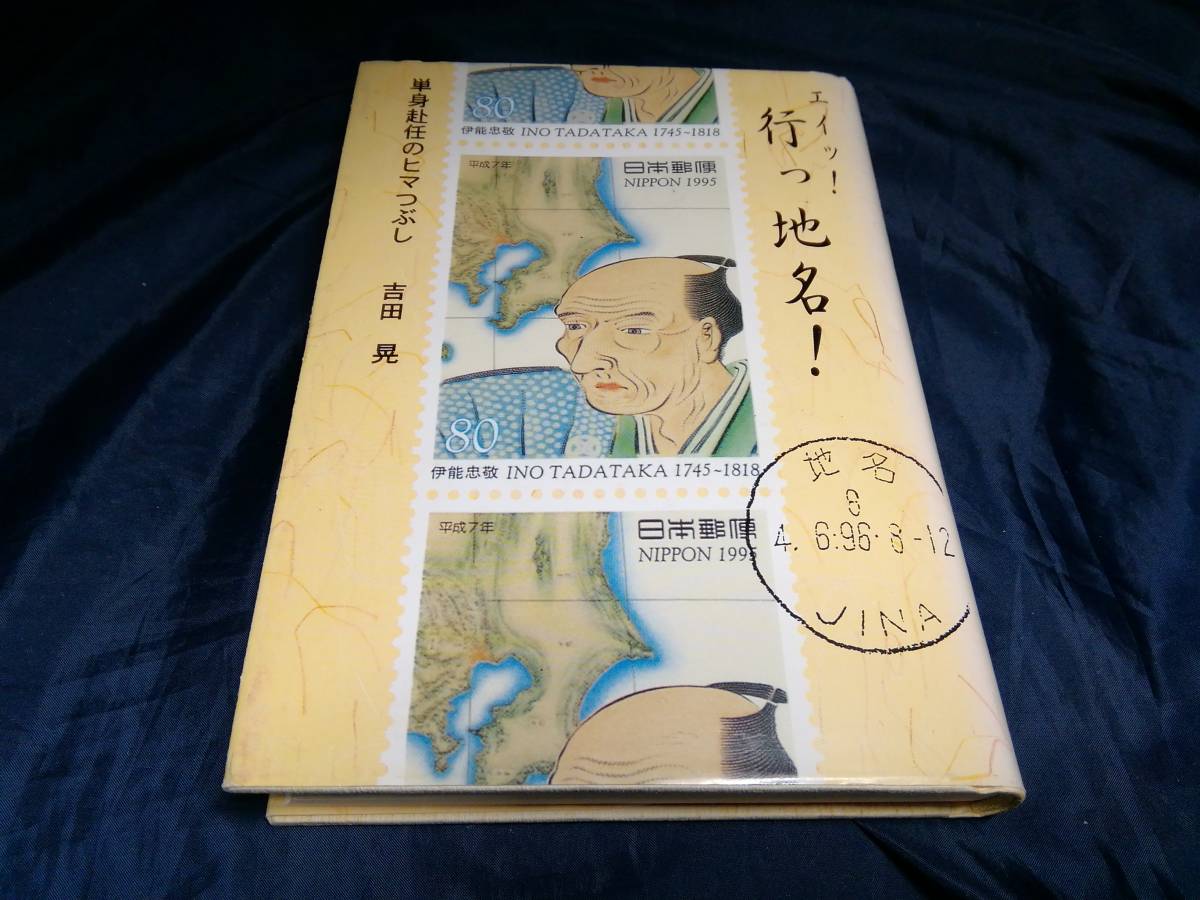 エイッ!
行っ地名!
単身赴任のヒマつぶし 吉田 晃
80
伊能忠敬 INO TADATAKA 1745~1818
平成7年
日本郵便
NIPPON 1995
80
伊能忠敬 INO TADATAKA 1745~1818
平成7年
日本郵便
NIPPON 1995
地名
8
4. 6:96・8-12
VINA